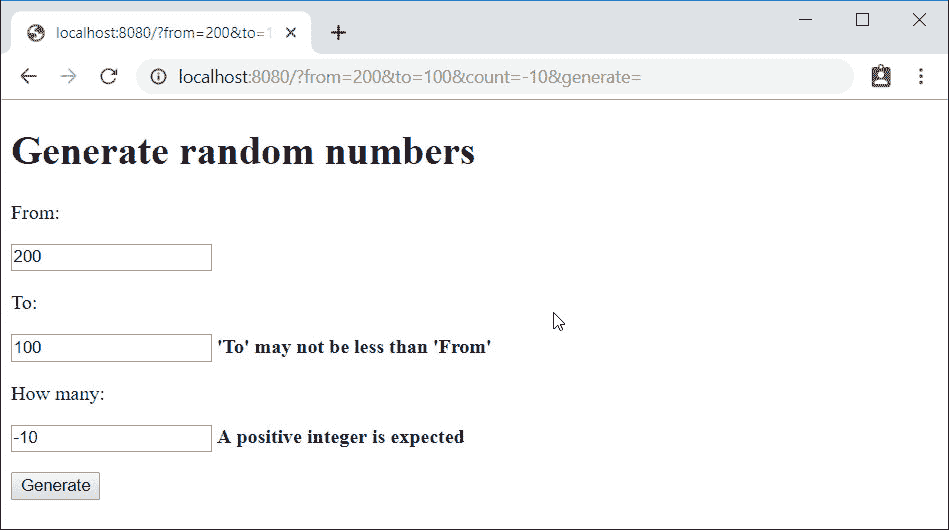 localhost:8080/?from=200&to=1
localhost:8080/?from=200&to=100&count=-10&generate=
Generate random numbers
From:
200
To:
100 'To' may not be less than 'From'
How many:
-10 A positive integer is expected
Generate